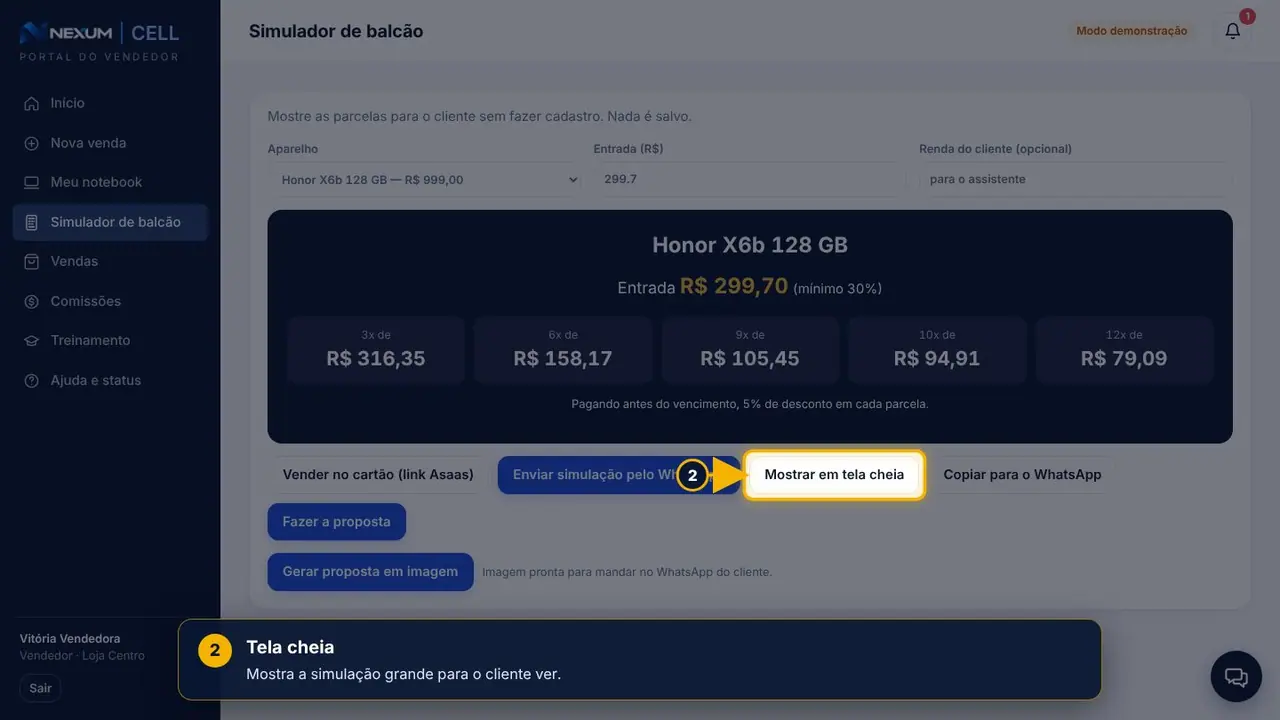 NEXUM | CELL
PORTAL DO VENDEDOR
Início
Nova venda
Meu notebook
Simulador de balcão
Vendas
Comissões
Treinamento
Ajuda e status
Vitória Vendedora
Vendedor · Loja Centro
Sair
Simulador de balcão
Modo demonstração
1
Mostre as parcelas para o cliente sem fazer cadastro. Nada é salvo.
Aparelho
Entrada (R$)
Renda do cliente (opcional)
Honor X6b 128 GB — R$ 999,00
299.7
para o assistente
Honor X6b 128 GB
Entrada R$ 299,70 (mínimo 30%)
3x de
R$ 316,35
6x de
R$ 158,17
9x de
R$ 105,45
10x de
R$ 94,91
12x de
R$ 79,09
Pagando antes do vencimento, 5% de desconto em cada parcela.
Vender no cartão (link Asaas)
Enviar simulação pelo
2
Mostrar em tela cheia
Copiar para o WhatsApp
Fazer a proposta
Gerar proposta em imagem
Imagem pronta para mandar no WhatsApp do cliente.
2
Tela cheia
Mostra a simulação grande para o cliente ver.